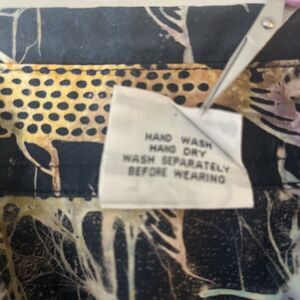 HAND WASH
HANG DRY
WASH SEPARATELY
BEFORE WEARING